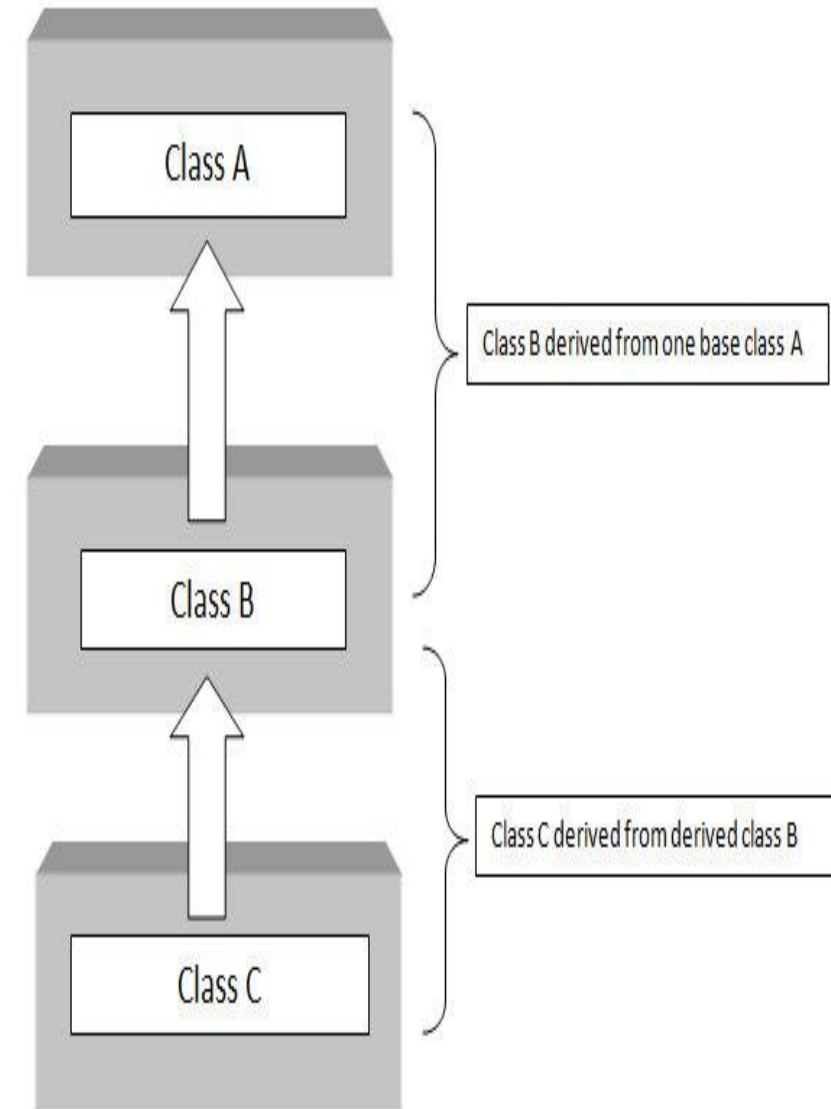 Class A
Class B derived from one base class A
Class B
Class C derived from derived class B
Class C